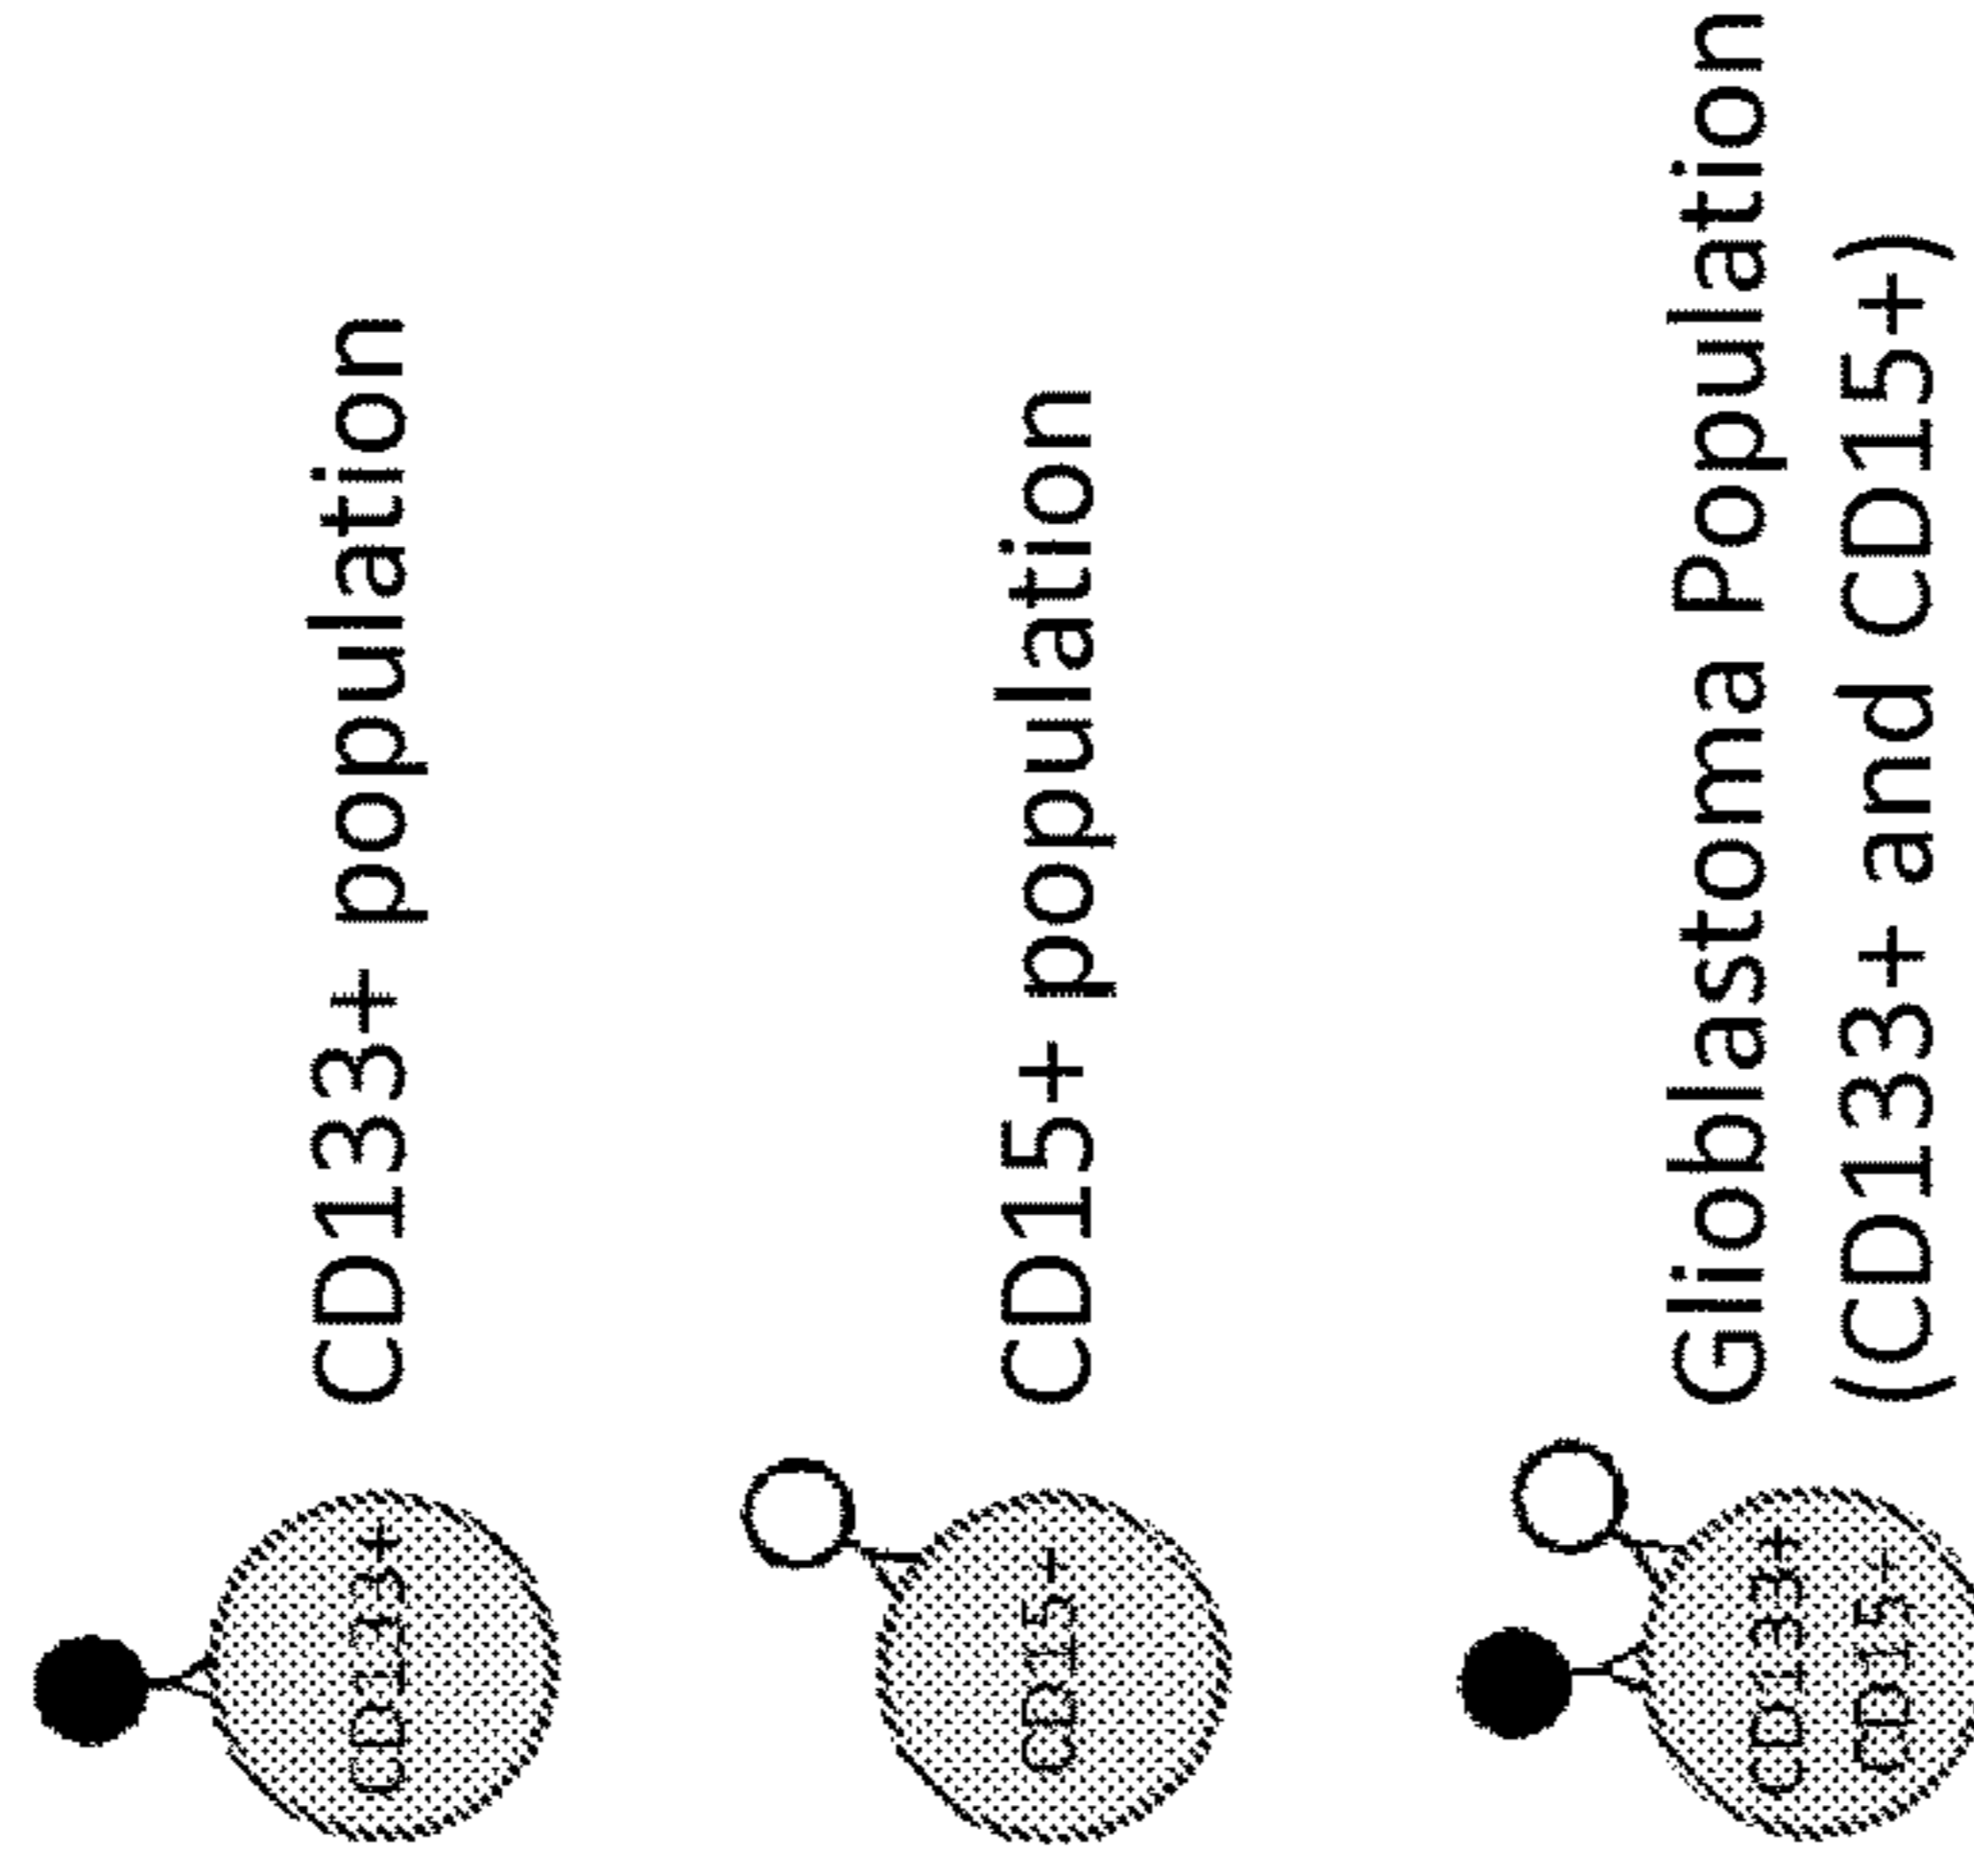 CD133+
CD133+ population
CD15+
CD15+ population
CD133+
CD15+
Glioblastoma Population
(CD133+ and CD15+)